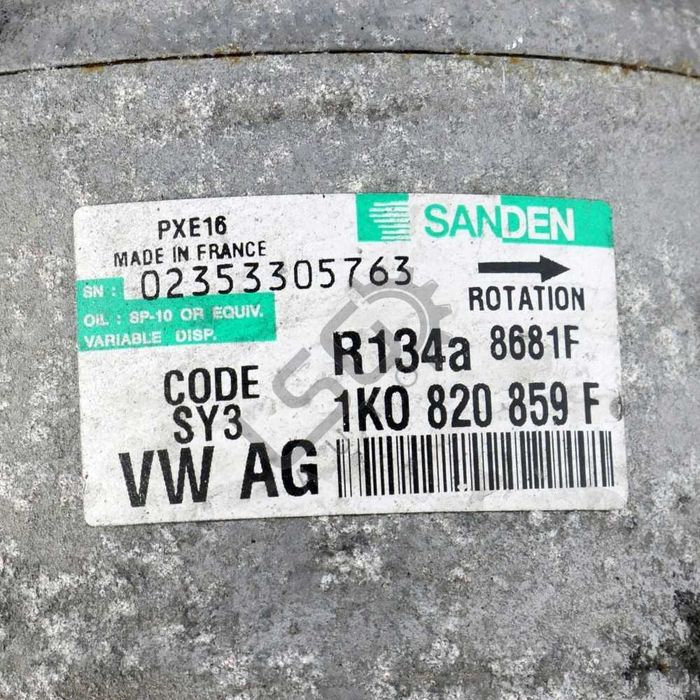 PXE16
SANDEN
MADE IN FRANCE
SN : 02353305763
ROTATION
OIL : SP-10 OR EQUIV.
VARIABLE DISP.
R134a 8681F
CODE
SY3
1K0 820 859 F
VW AG